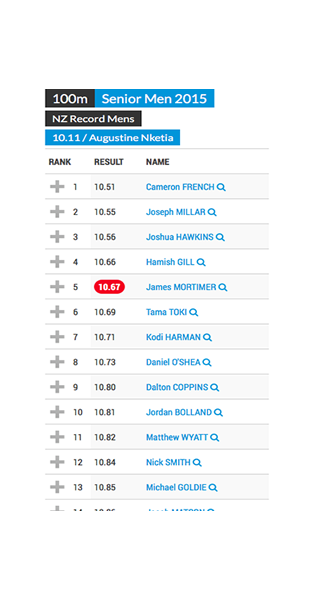 100m Senior Men 2015
NZ Record Mens
10.11 / Augustine Nketia
RANK RESULT NAME
1 10.51 Cameron FRENCH
2 10.55 Joseph MILLAR
3 10.56 Joshua HAWKINS
4 10.66 Hamish GILL
5 10.67 James MORTIMER
6 10.69 Tama TOKI
7 10.71 Kodi HARMAN
8 10.73 Daniel O'SHEA
9 10.80 Dalton COPPINS
10 10.81 Jordan BOLLAND
11 10.82 Matthew WYATT
12 10.84 Nick SMITH
13 10.85 Michael GOLDIE